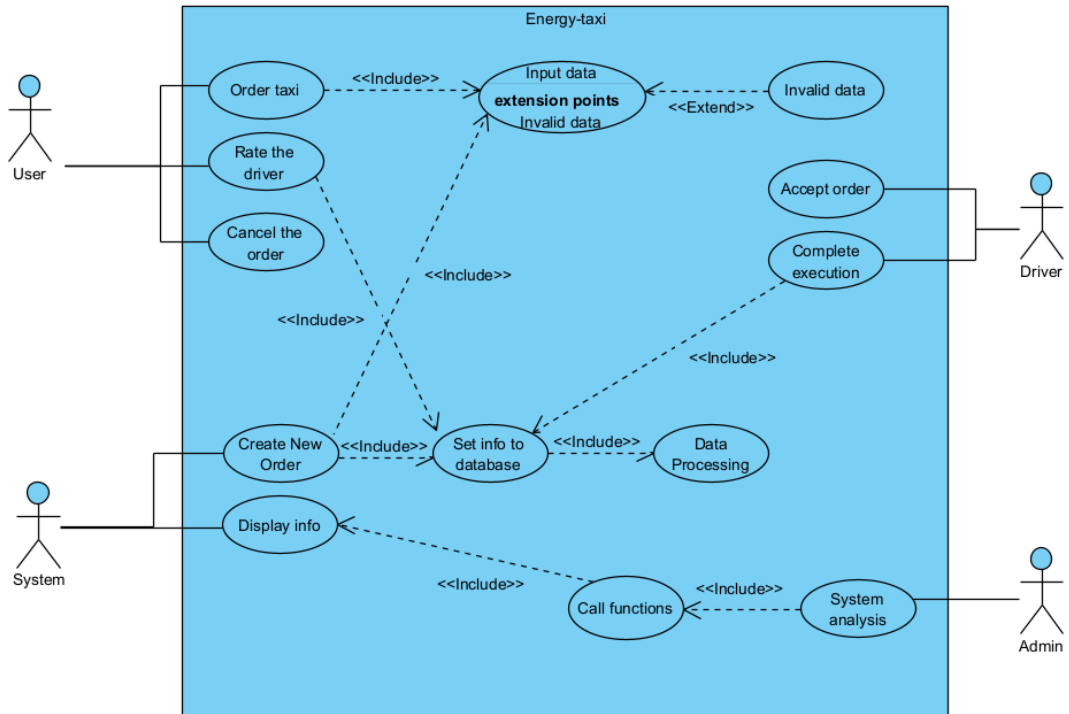 Energy-taxi
User
Order taxi
<<Include>>
Input data
extension points
Invalid data
<<Extend>>
Invalid data
Rate the
driver
Cancel the
order
Accept order
Complete
execution
Driver
<<Include>>
<<Include>>
<<Include>>
System
Create New
Order
<<Include>>
Set info to
database
<<Include>>
Data
Processing
Display info
<<Include>>
Call functions
<<Include>>
System
analysis
Admin